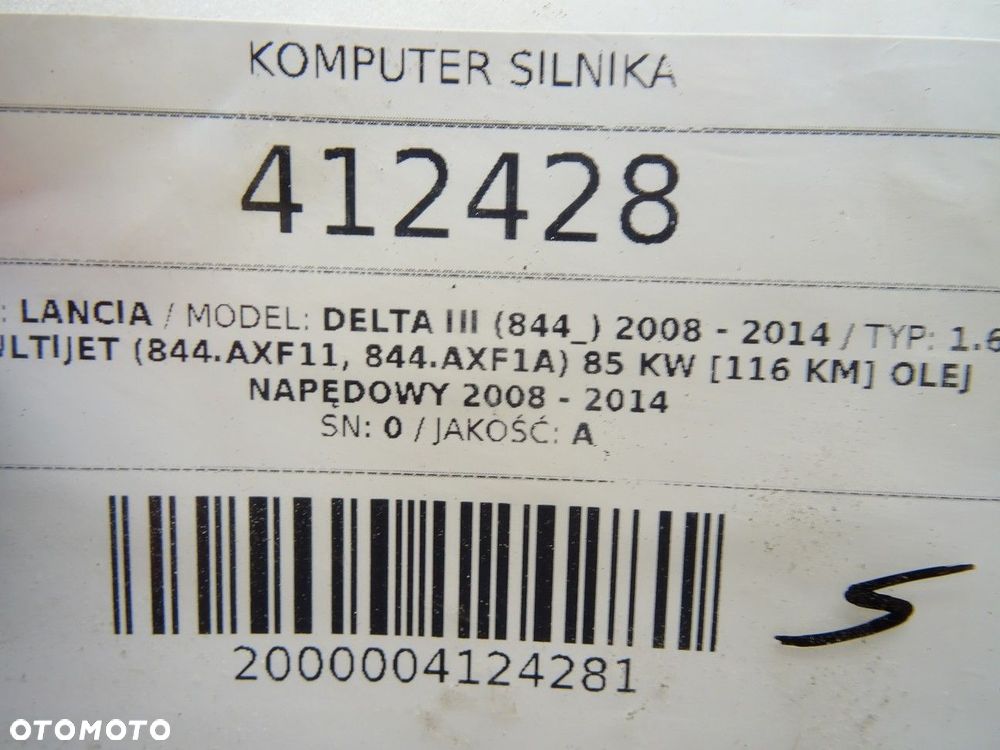 KOMPUTER SILNIKA
412428
: LANCIA / MODEL: DELTA III (844_) 2008 - 2014 / TYP: 1.6
ULTIJET (844.AXF11, 844.AXF1A) 85 KW [116 KM] OLEJ
NAPĘDOWY 2008 - 2014
SN: 0 / JAKOŚĆ: A
2000004124281
S
OTOMOTO